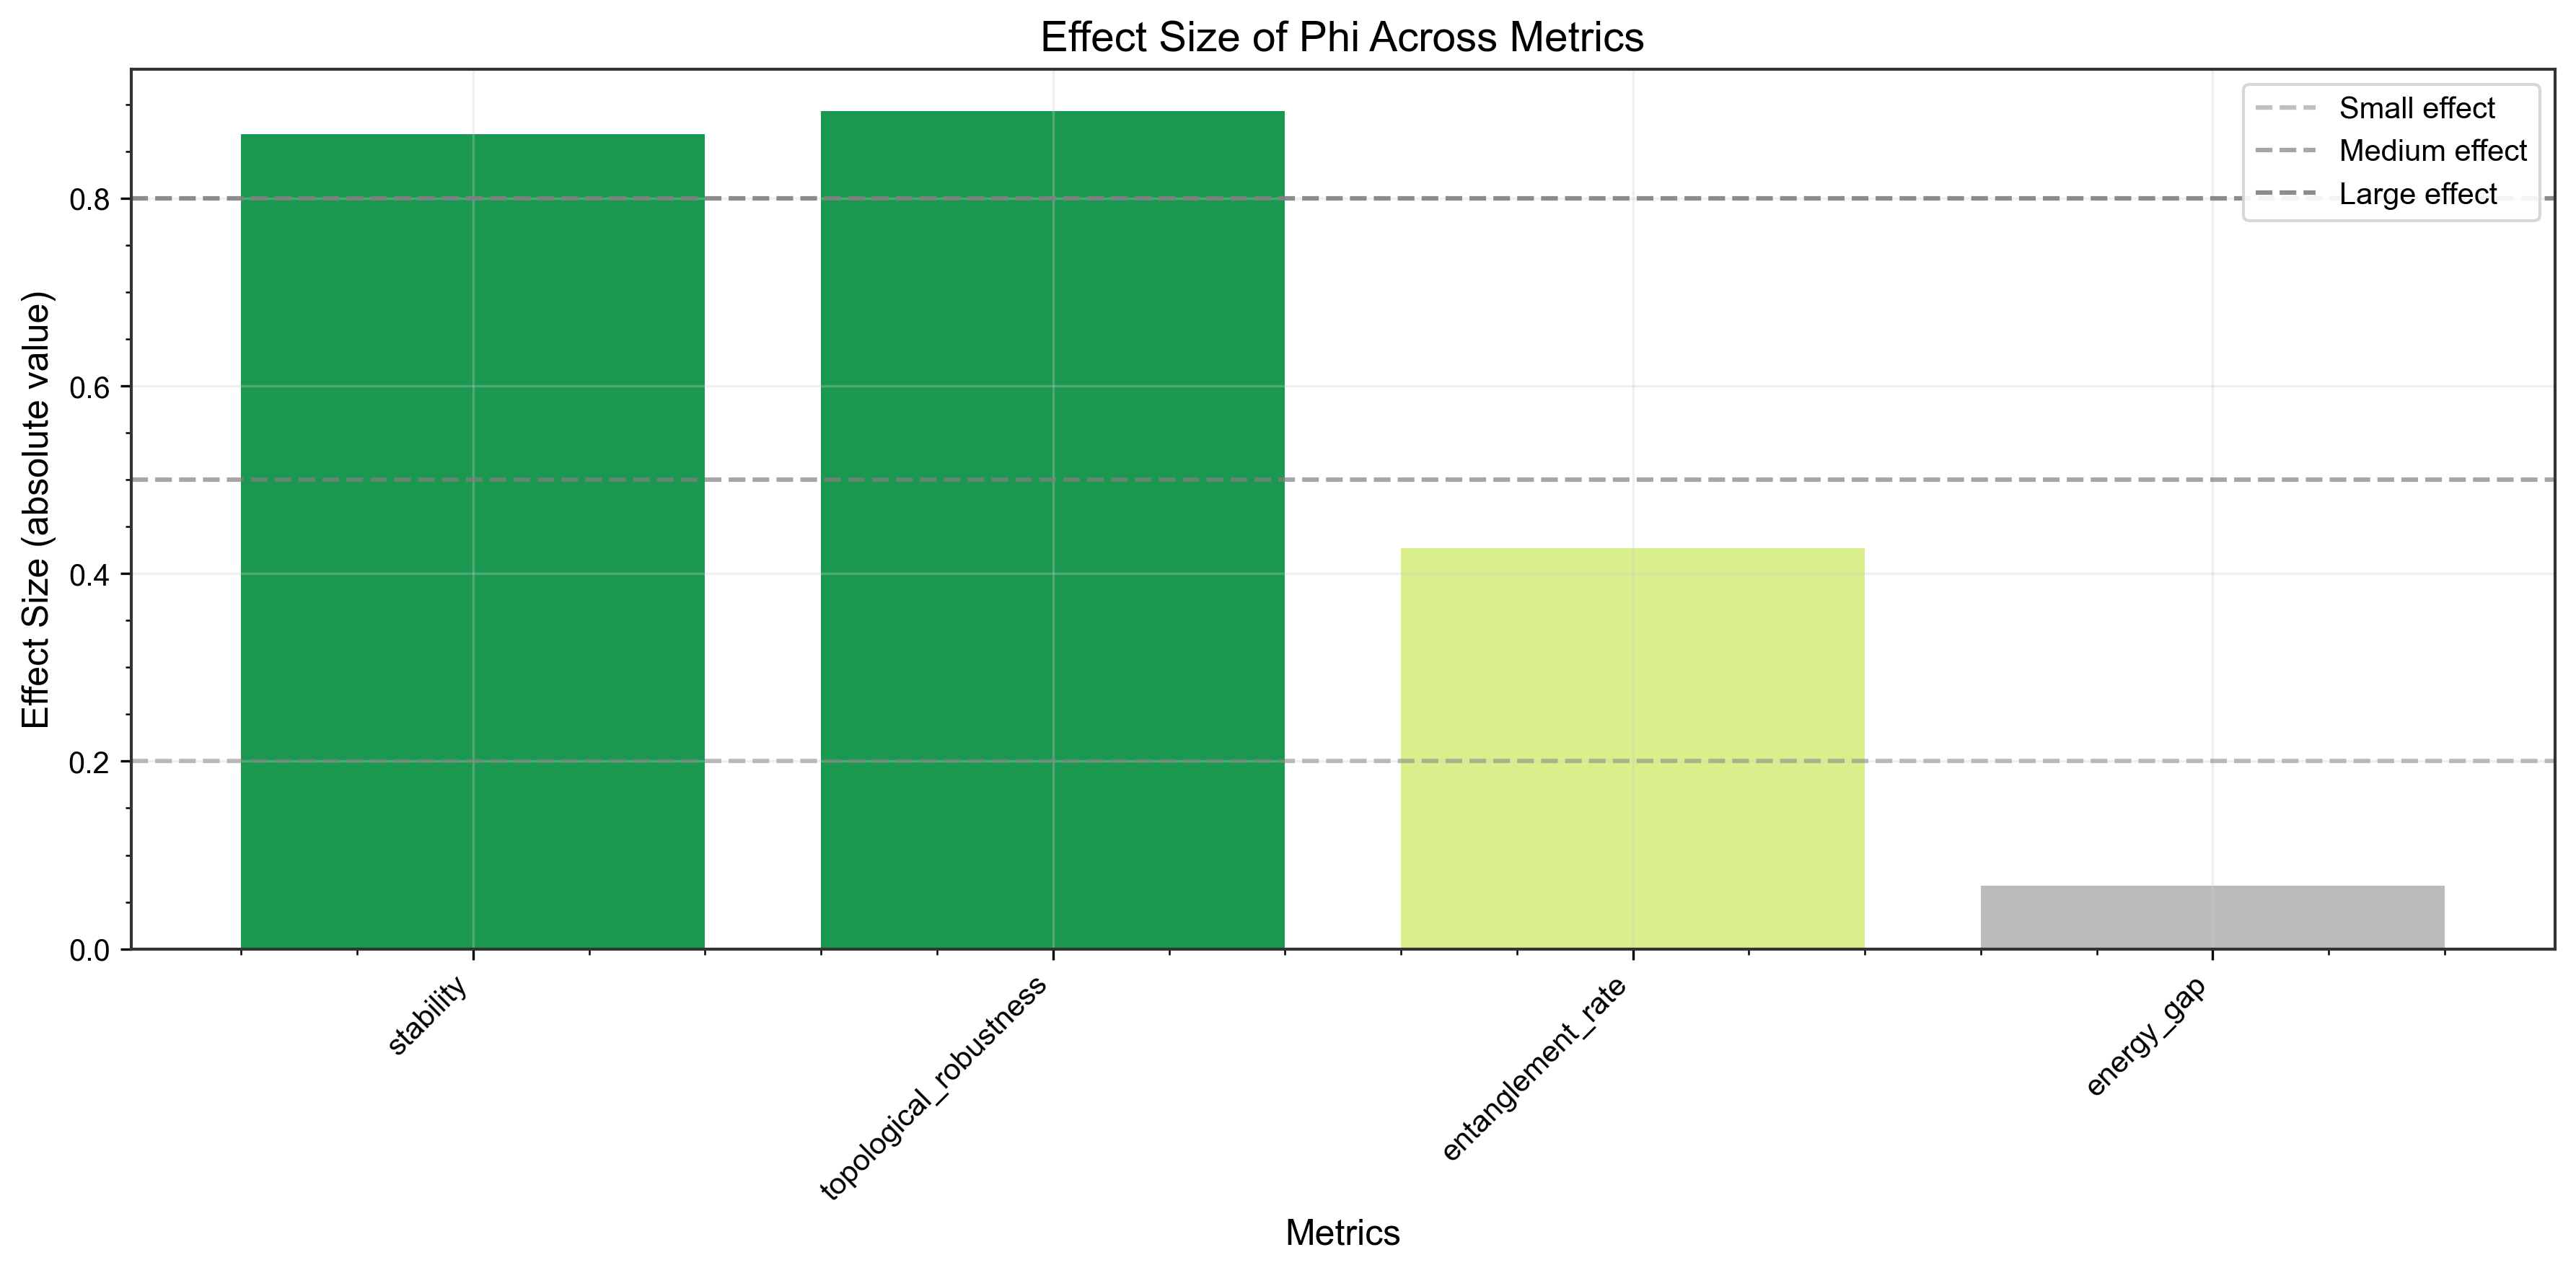 Effect Size of Phi Across Metrics
Small effect
Medium effect
Large effect
Effect Size (absolute value)
0.8
0.6
0.4
0.2
0.0
stability
topological_robustness
entanglement_rate
energy_gap
Metrics